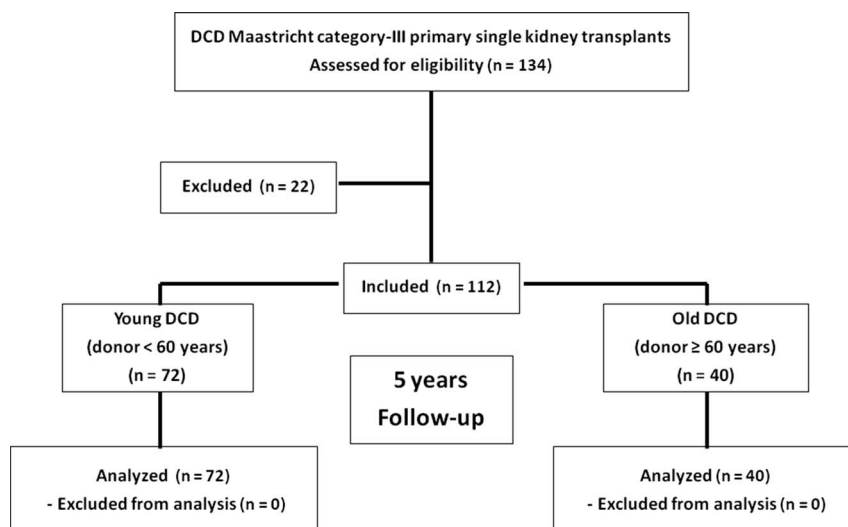 DCD Maastricht category-III primary single kidney transplants
Assessed for eligibility (n = 134)
Excluded (n = 22)
Included (n = 112)
Young DCD
(donor < 60 years)
(n = 72)
Old DCD
(donor ≥ 60 years)
(n = 40)
5 years
Follow-up
Analyzed (n = 72)
- Excluded from analysis (n = 0)
Analyzed (n = 40)
- Excluded from analysis (n = 0)